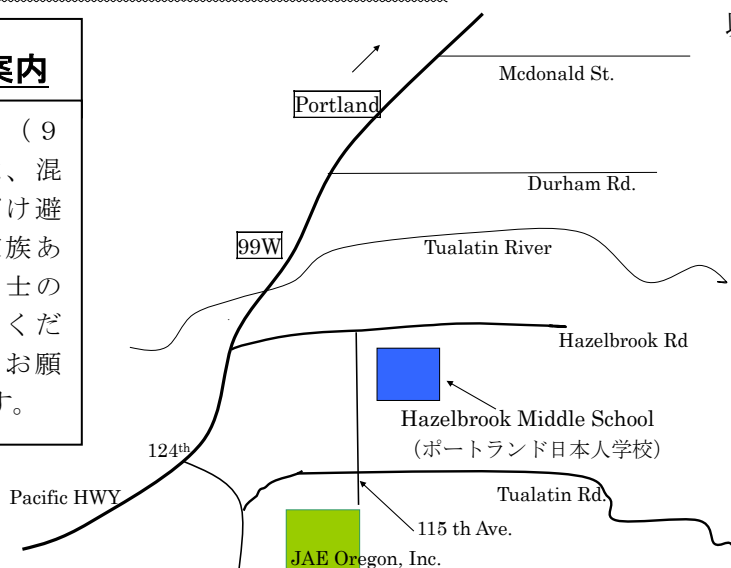 案内
（９
、混
け避
族あ
士の
くだ
お願
す。
Mcdonald St.
Portland
Durham Rd.
99W
Tualatin River
Hazelbrook Rd
Hazelbrook Middle School
（ポートランド日本人学校）
124th
Pacific HWY
Tualatin Rd.
115 th Ave.
JAE Oregon, Inc.